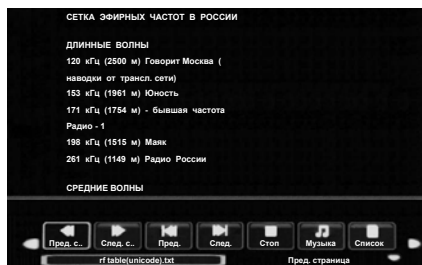 СЕТКА ЭФИРНЫХ ЧАСТОТ В РОССИИ
ДЛИННЫЕ ВОЛНЫ
120 кГц (2500 м) Говорит Москва (
наводки от трансл. сети)
153 кГц (1961 м) Юность
171 кГц (1754 м) - бывшая частота
Радио - 1
198 кГц (1515 м) Маяк
261 кГц (1149 м) Радио России
СРЕДНИЕ ВОЛНЫ
Пред. с.. След. с.. Пред. След. Стоп Музыка Список
rf table(unicode).txt Пред. страница